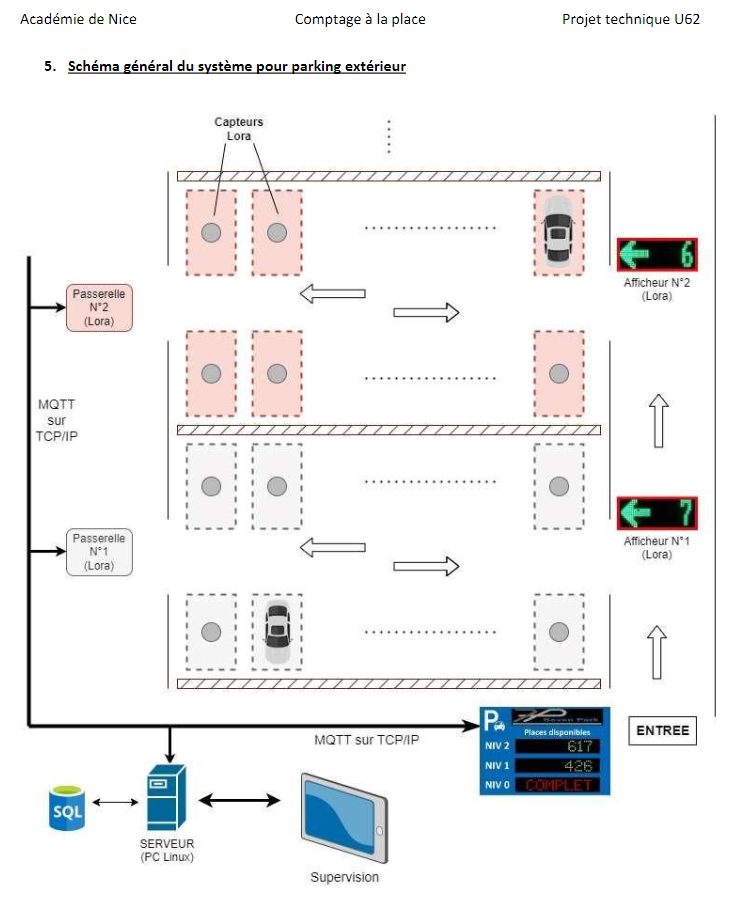 Académie de Nice
Comptage à la place
Projet technique U62
5. Schéma général du système pour parking extérieur
Capteurs
Lora
6
Afficheur N°2
(Lora)
Passerelle
N°2
(Lora)
MQTT
sur
TCP/IP
7
Afficheur N°1
(Lora)
Passerelle
N°1
(Lora)
ENTREE
MQTT sur TCP/IP
P
Places disponibles
NIV 2 617
NIV 1 426
NIV 0 COMPLET
SQL
SERVEUR
(PC Linux)
Supervision